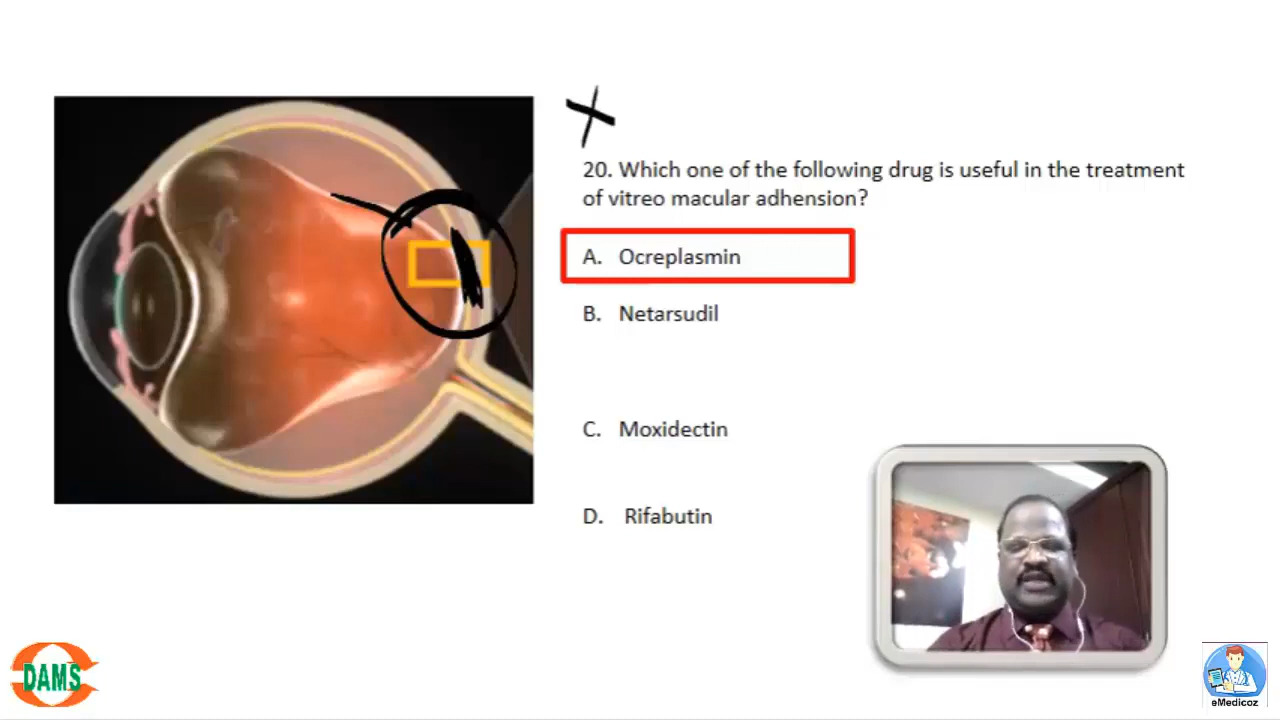 20. Which one of the following drug is useful in the treatment
of vitreo macular adhension?
A. Ocreplasmin
B. Netarsudil
C. Moxidectin
D. Rifabutin
DAMS
eMedicoz